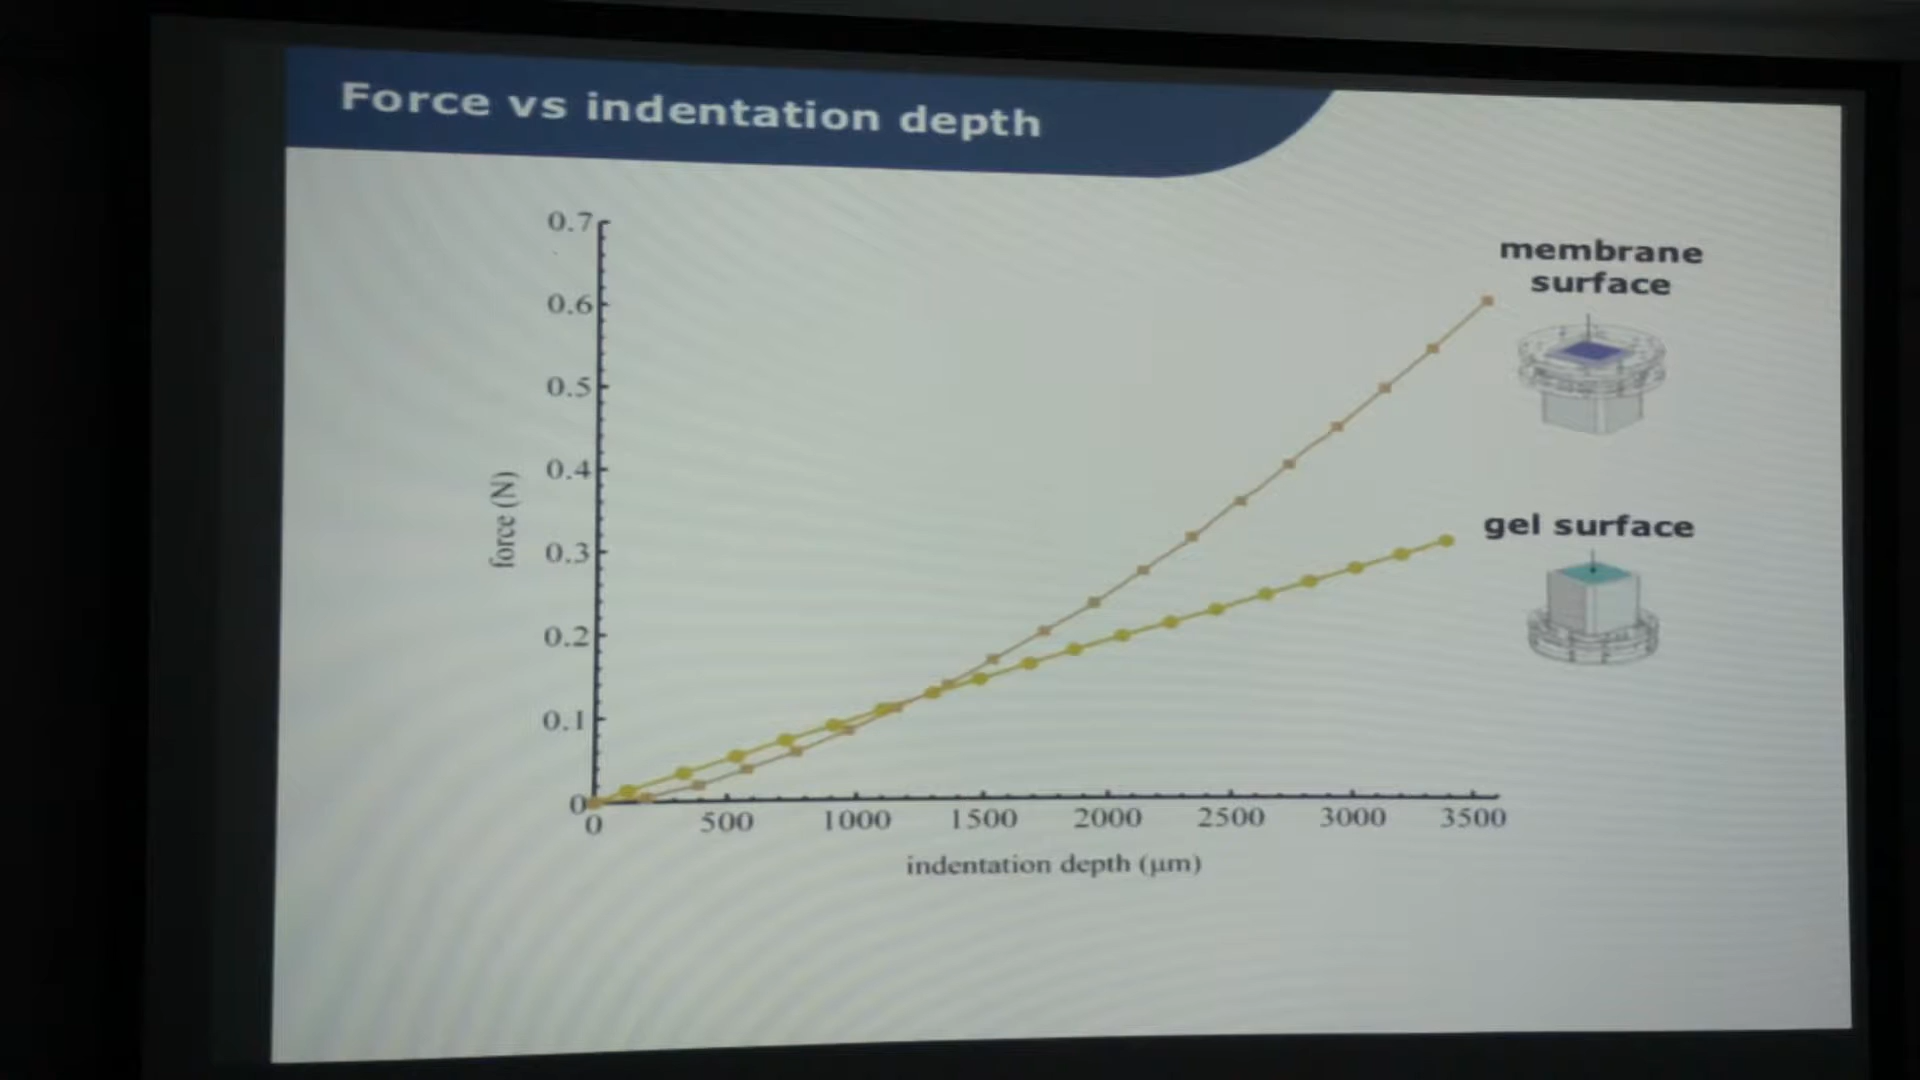 Force vs indentation depth
0.7
0.6
0.5
0.4
0.3
0.2
0.1
0
force (N)
0 500 1000 1500 2000 2500 3000 3500
indentation depth (µm)
membrane
surface
gel surface